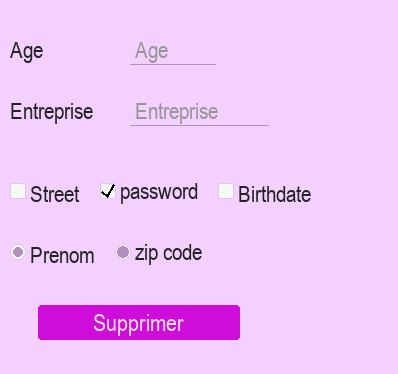 Age Age
Entreprise Entreprise
Street password Birthdate
Prenom zip code
Supprimer